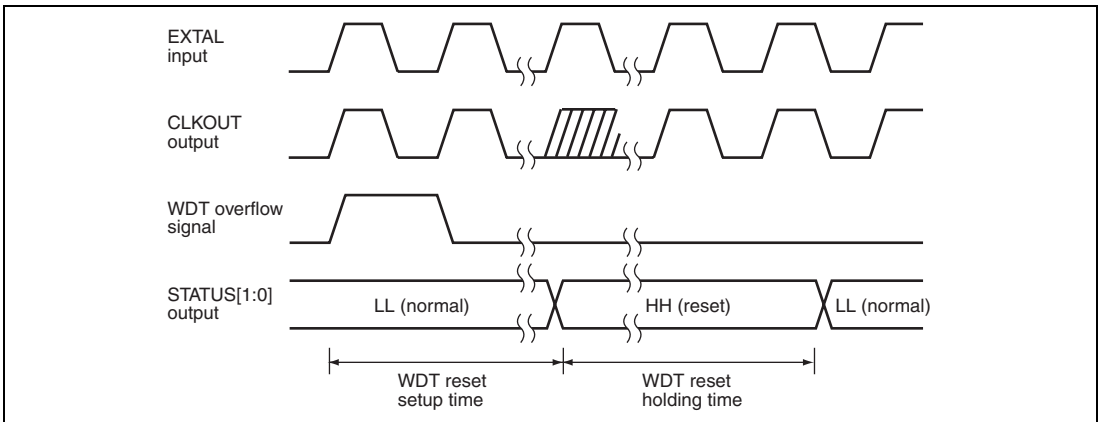 EXTAL
input
CLKOUT
output
WDT overflow
signal
STATUS[1:0]
output
LL (normal)
HH (reset)
LL (normal)
WDT reset
setup time
WDT reset
holding time